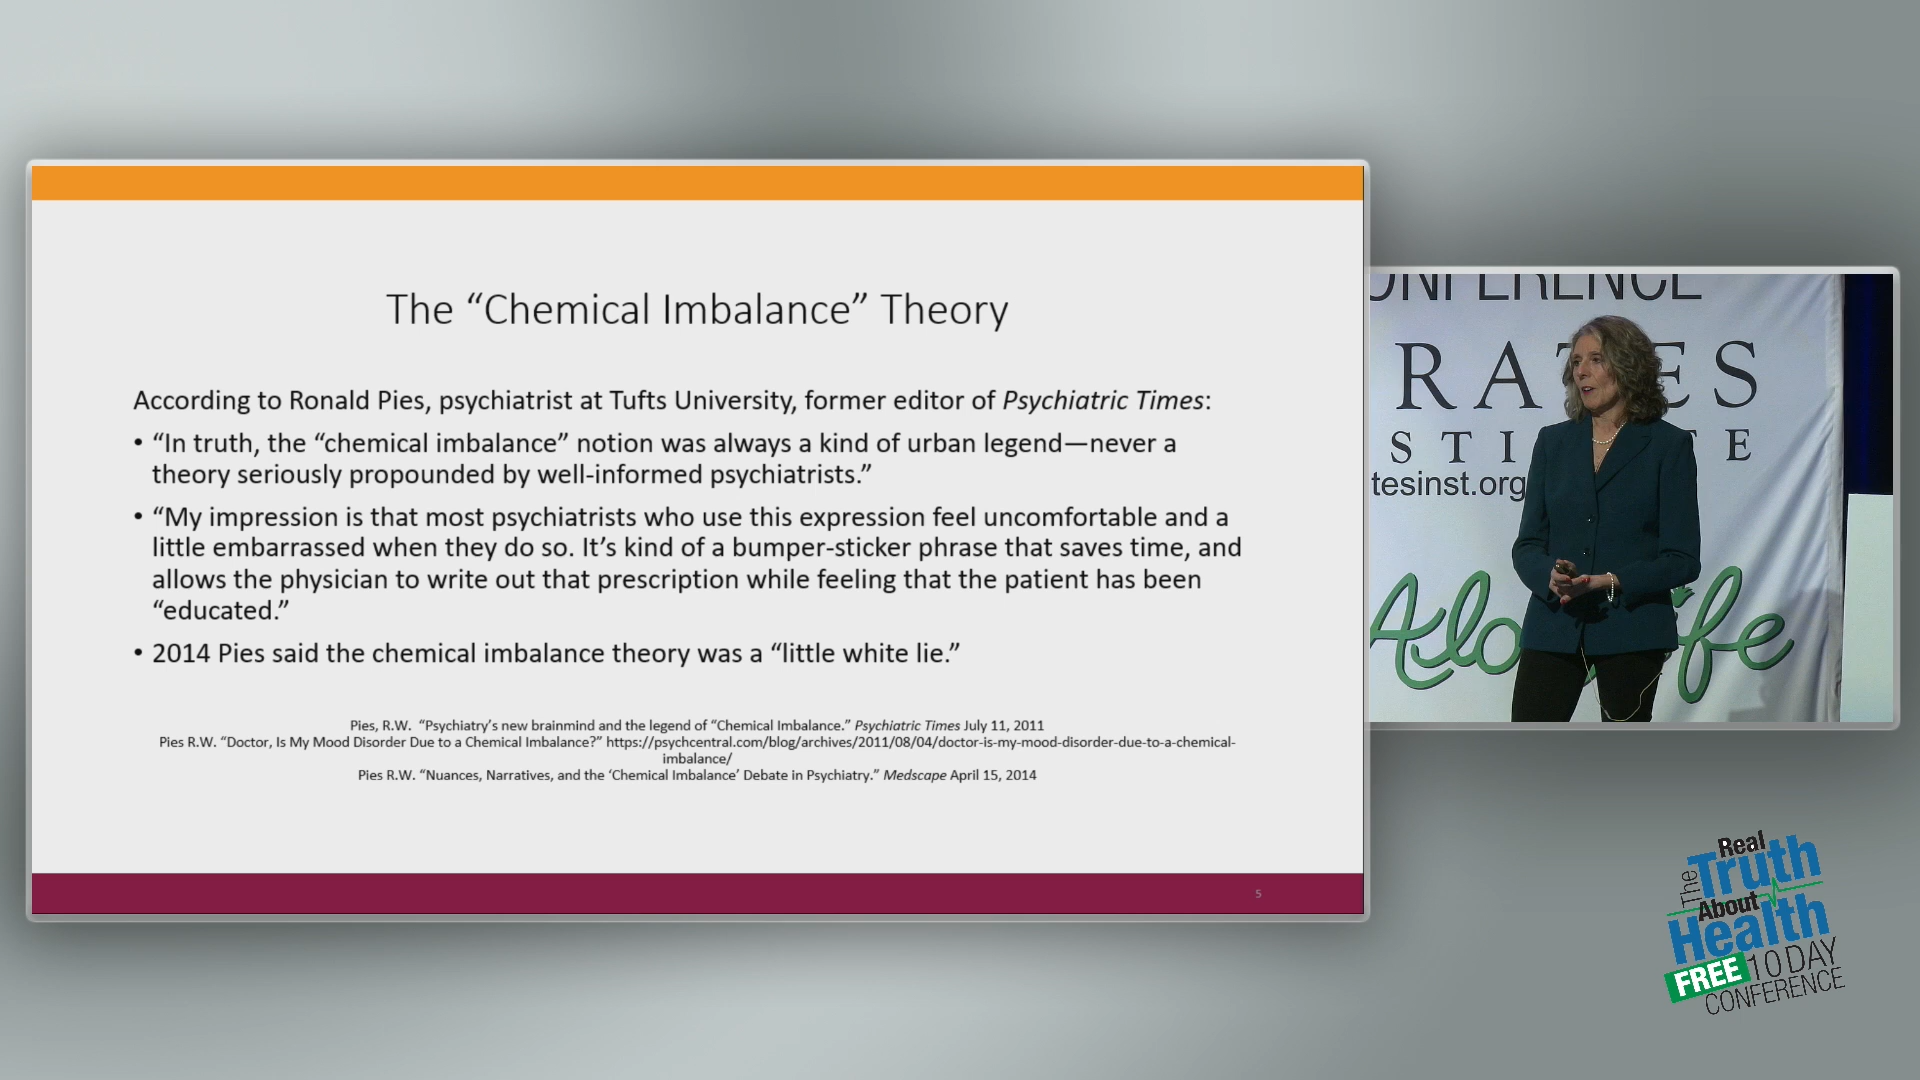 The “Chemical Imbalance” Theory
According to Ronald Pies, psychiatrist at Tufts University, former editor of Psychiatric Times:
• “In truth, the “chemical imbalance” notion was always a kind of urban legend—never a
theory seriously propounded by well-informed psychiatrists.”
• “My impression is that most psychiatrists who use this expression feel uncomfortable and a
little embarrassed when they do so. It’s kind of a bumper-sticker phrase that saves time, and
allows the physician to write out that prescription while feeling that the patient has been
“educated.”
• 2014 Pies said the chemical imbalance theory was a “little white lie.”
Pies, R.W. “Psychiatry’s new brainmind and the legend of “Chemical Imbalance.” Psychiatric Times July 11, 2011
Pies R.W. “Doctor, Is My Mood Disorder Due to a Chemical Imbalance?” https://psychcentral.com/blog/archives/2011/08/04/doctor-is-my-mood-disorder-due-to-a-chemical-
imbalance/
Pies R.W. “Nuances, Narratives, and the ‘Chemical Imbalance’ Debate in Psychiatry.” Medscape April 15, 2014
5
ONFERENCE
RATES
STI E
tesinst.org
Alo ife
The Real
Truth
About
Health
FREE 10 DAY
CONFERENCE